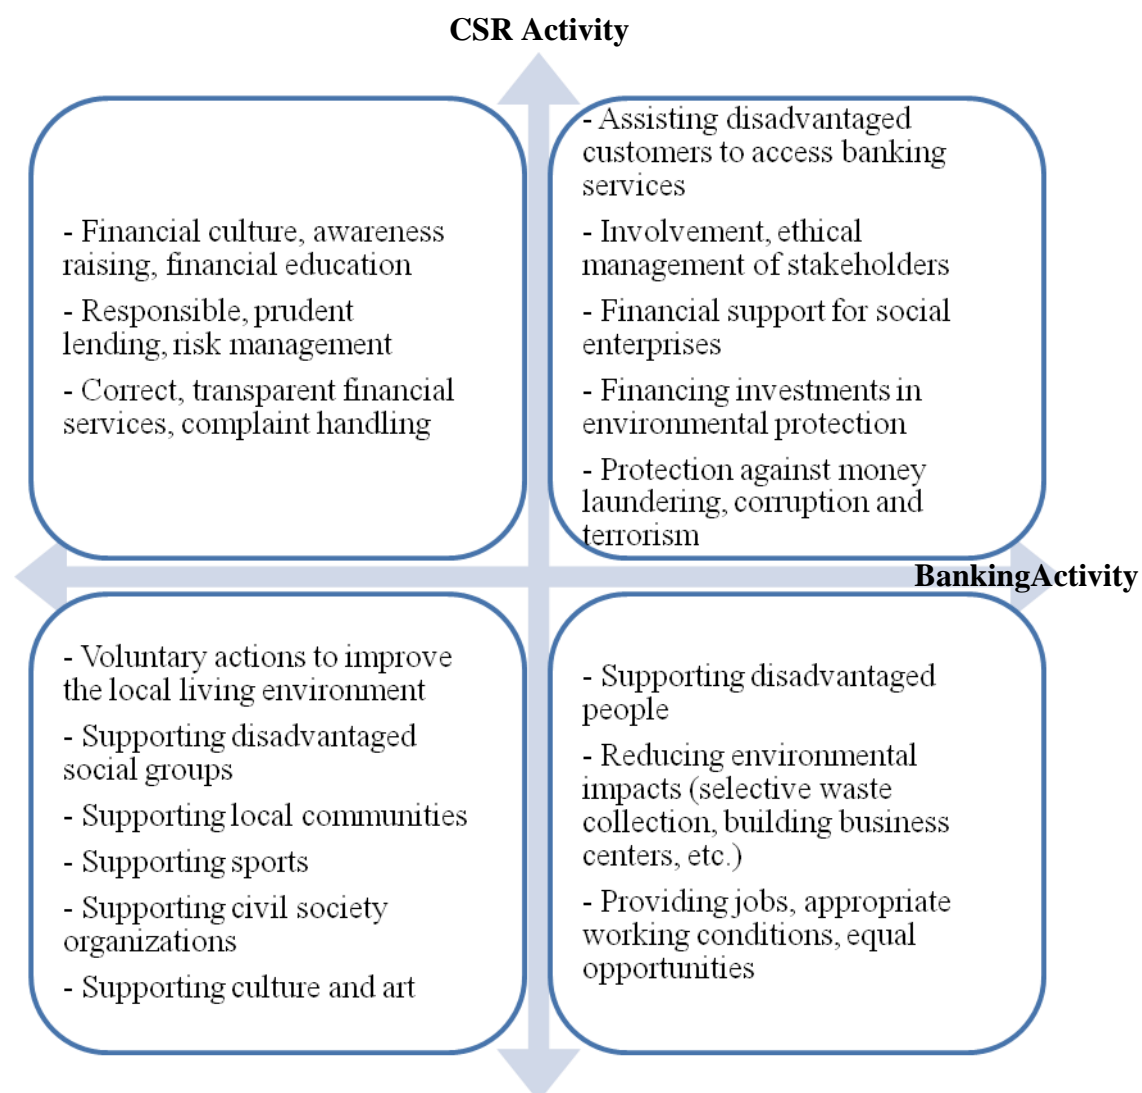 CSR Activity
- Financial culture, awareness
raising, financial education
- Responsible, prudent
lending, risk management
- Correct, transparent financial
services, complaint handling
- Assisting disadvantaged
customers to access banking
services
- Involvement, ethical
management of stakeholders
- Financial support for social
enterprises
- Financing investments in
environmental protection
- Protection against money
laundering, corruption and
terrorism
BankingActivity
- Voluntary actions to improve
the local living environment
- Supporting disadvantaged
social groups
- Supporting local communities
- Supporting sports
- Supporting civil society
organizations
- Supporting culture and art
- Supporting disadvantaged
people
- Reducing environmental
impacts (selective waste
collection, building business
centers, etc.)
- Providing jobs, appropriate
working conditions, equal
opportunities